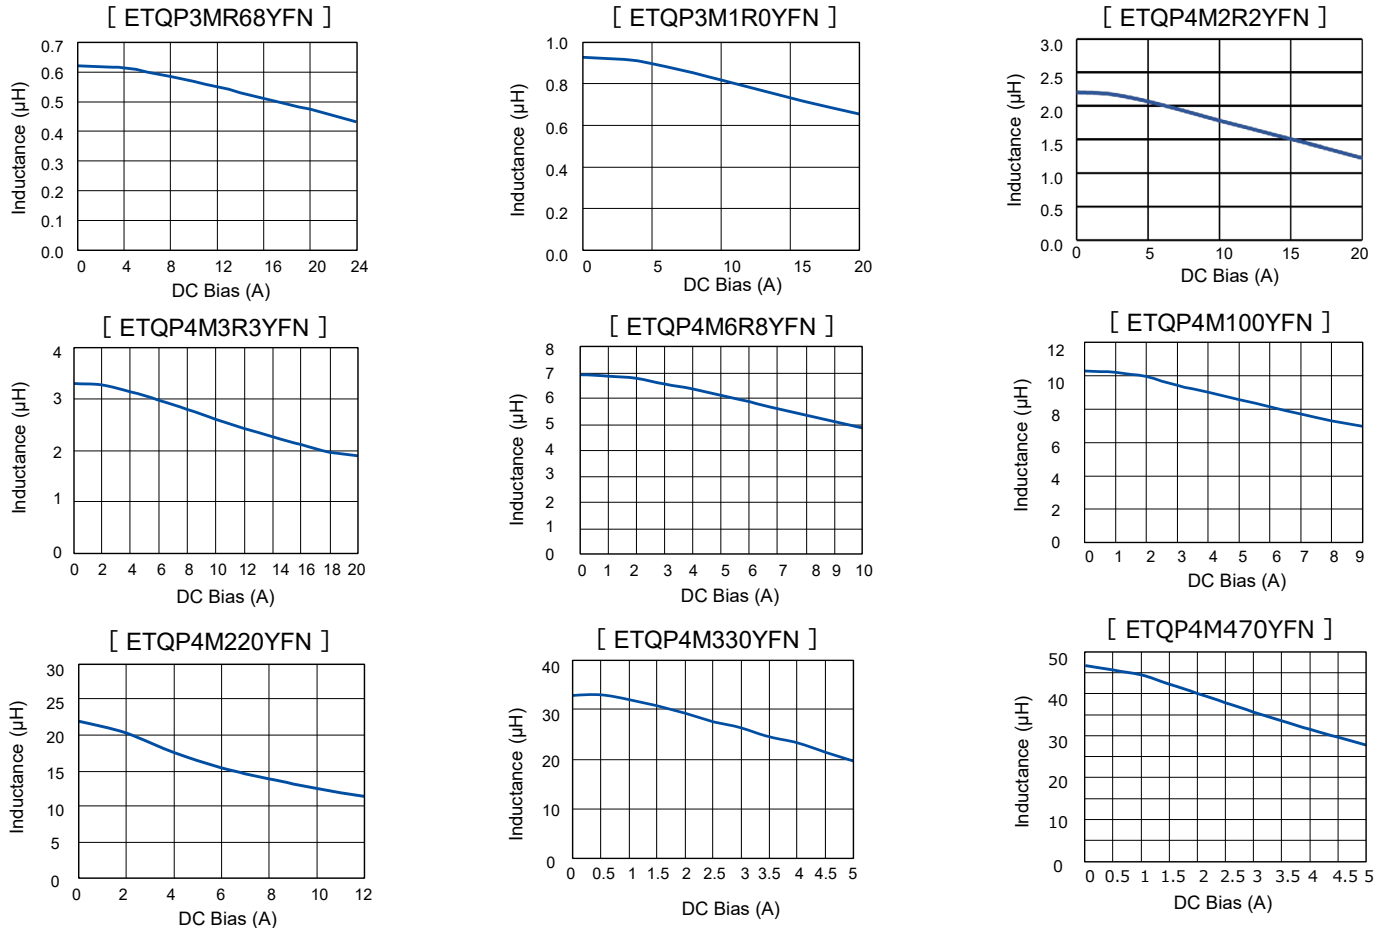 [ ETQP3MR68YFN ]
0.7
0.6
0.5
0.4
0.3
0.2
0.1
0.0
Inductance (μH)
0 4 8 12 16 20 24
DC Bias (A)
[ ETQP3M1R0YFN ]
1.0
0.8
0.6
0.4
0.2
0.0
Inductance (μH)
0 5 10 15 20
DC Bias (A)
[ ETQP4M2R2YFN ]
3.0
2.5
2.0
1.5
1.0
0.5
0.0
Inductance (μH)
0 5 10 15 20
DC Bias (A)
[ ETQP4M3R3YFN ]
4
3
2
1
0
Inductance (μH)
0 2 4 6 8 10 12 14 16 18 20
DC Bias (A)
[ ETQP4M6R8YFN ]
8
7
6
5
4
3
2
1
0
Inductance (μH)
0 1 2 3 4 5 6 7 8 9 10
DC Bias (A)
[ ETQP4M100YFN ]
12
10
8
6
4
2
0
Inductance (μH)
0 1 2 3 4 5 6 7 8 9
DC Bias (A)
[ ETQP4M220YFN ]
30
25
20
15
10
5
0
Inductance (μH)
0 2 4 6 8 10 12
DC Bias (A)
[ ETQP4M330YFN ]
40
30
20
10
0
Inductance (μH)
0 0.5 1 1.5 2 2.5 3 3.5 4 4.5 5
DC Bias (A)
[ ETQP4M470YFN ]
50
40
30
20
10
0
Inductance (μH)
0 0.5 1 1.5 2 2.5 3 3.5 4 4.5 5
DC Bias (A)